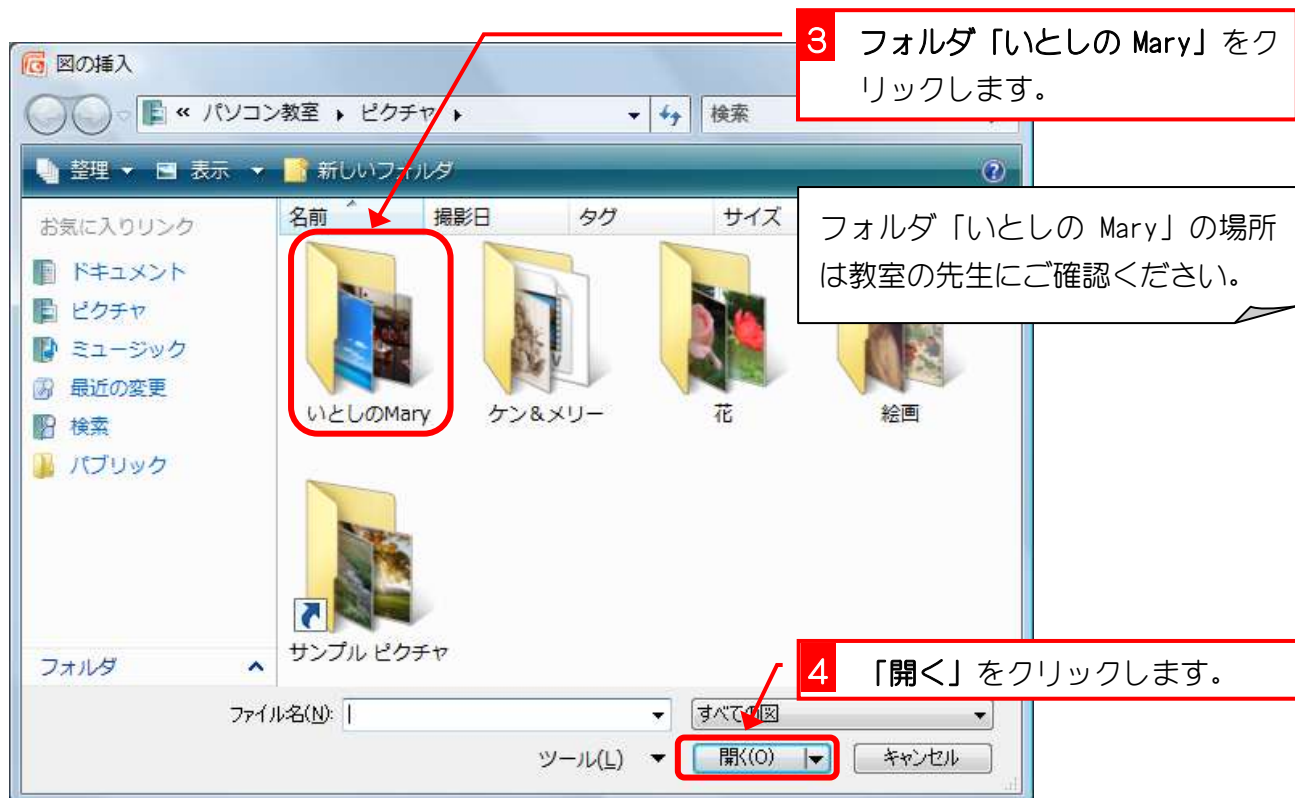 3 フォルダ「いとしの Mary」をク
リックします。
図の挿入
« パソコン教室 ▸ ピクチャ ▸
検索
整理 表示 新しいフォルダ
お気に入りリンク
ドキュメント
ピクチャ
ミュージック
最近の変更
検索
パブリック
フォルダ
名前 撮影日 タグ サイズ
フォルダ「いとしの Mary」の場所
は教室の先生にご確認ください。
いとしのMary ケン&メリー 花 絵画
サンプル ピクチャ
4 「開く」をクリックします。
ファイル名(N): すべての図
ツール(L) 開く(O) キャンセル